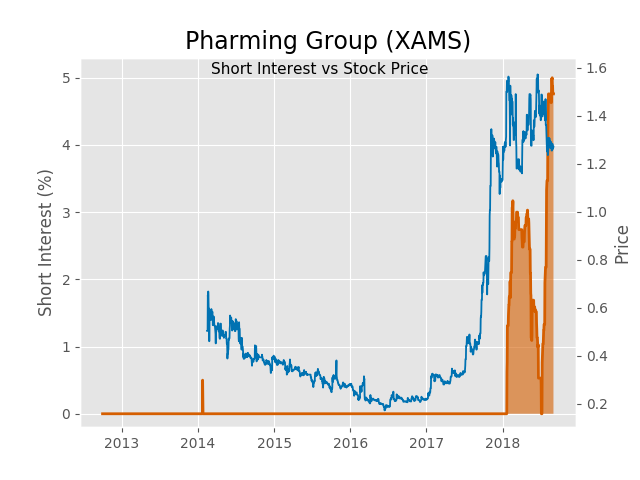 Pharming Group (XAMS)
Short Interest vs Stock Price
Short Interest (%)
5
4
3
2
1
0
1.6
1.4
1.2
1.0
0.8
0.6
0.4
0.2
Price
2013 2014 2015 2016 2017 2018